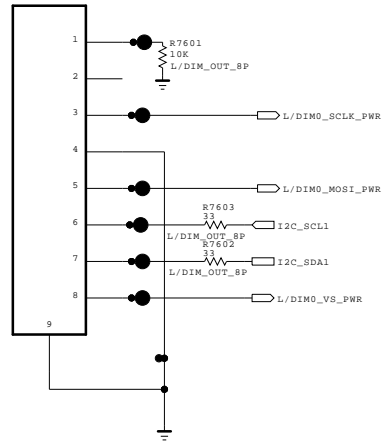 1
R7601
10K
L/DIM_OUT_8P
2
3
L/DIM0_SCLK_PWR
4
5
L/DIM0_MOSI_PWR
R7603
6
33
I2C_SCL1
L/DIM_OUT_8P
R7602
7
33
I2C_SDA1
L/DIM_OUT_8P
8
L/DIM0_VS_PWR
9